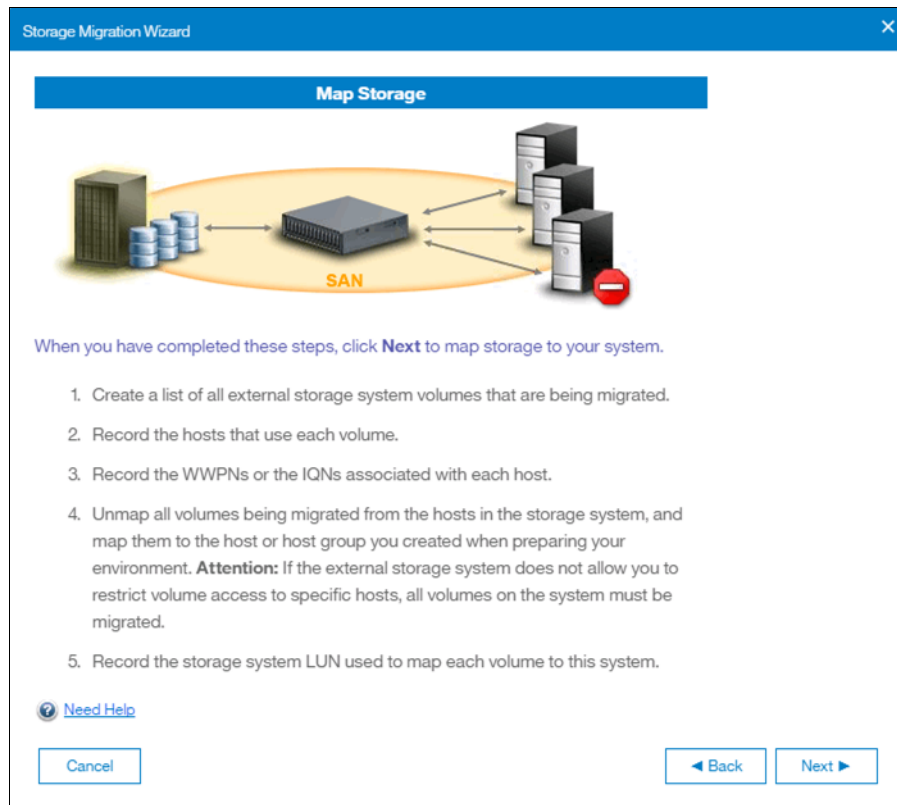 Storage Migration Wizard
Map Storage
SAN
When you have completed these steps, click Next to map storage to your system.
1. Create a list of all external storage system volumes that are being migrated.
2. Record the hosts that use each volume.
3. Record the WWPNs or the IQNs associated with each host.
4. Unmap all volumes being migrated from the hosts in the storage system, and
map them to the host or host group you created when preparing your
environment. Attention: If the external storage system does not allow you to
restrict volume access to specific hosts, all volumes on the system must be
migrated.
5. Record the storage system LUN used to map each volume to this system.
Need Help
Cancel
Back
Next